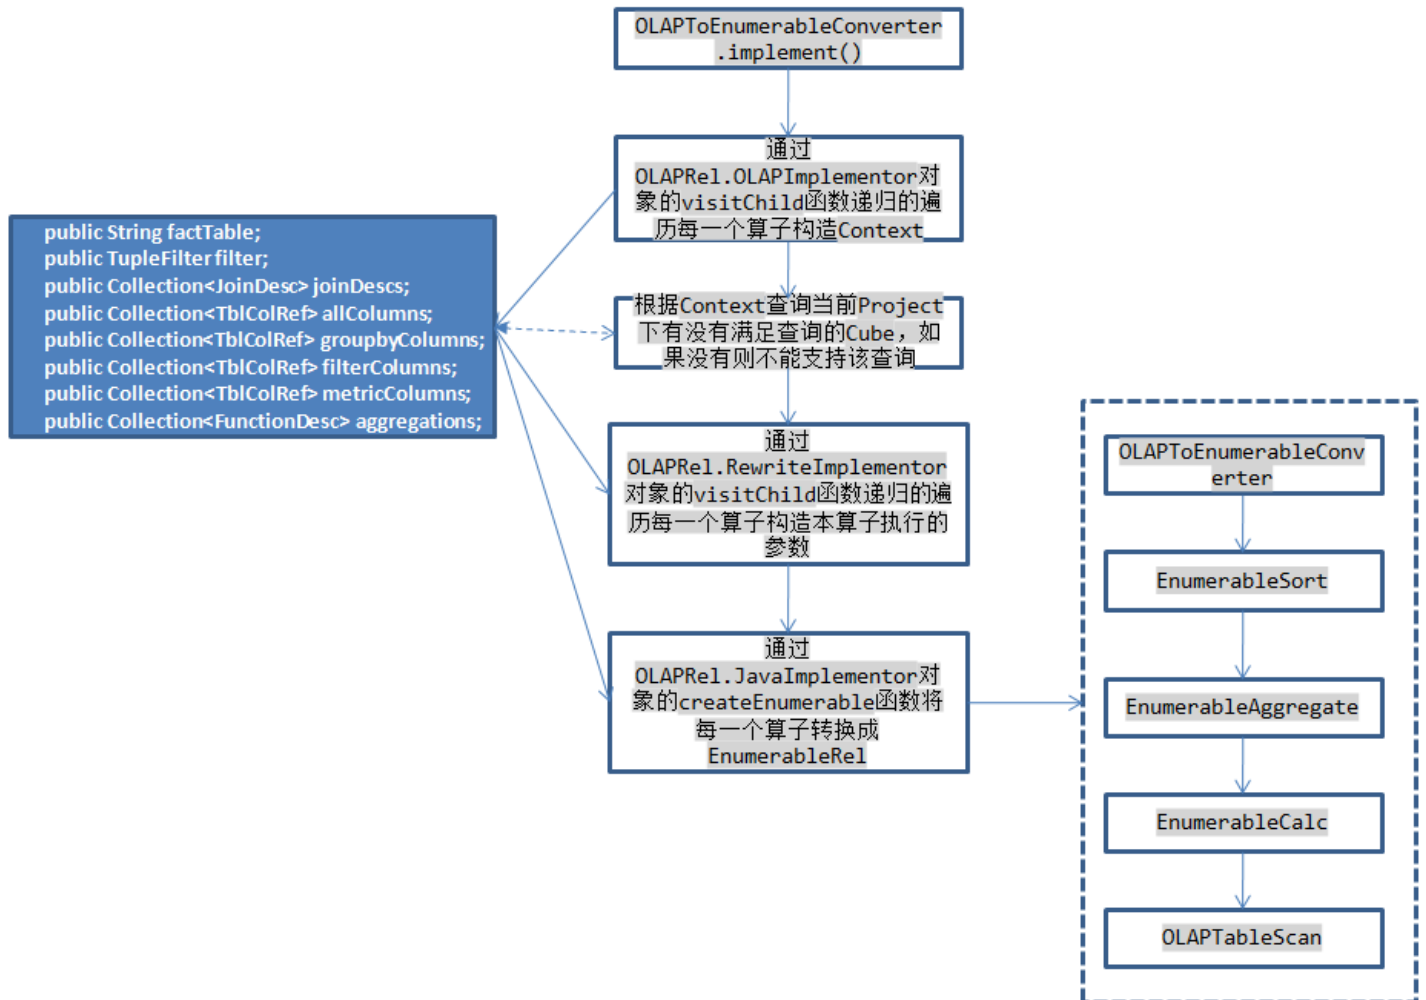 OLAPToEnumerableConverter
.implement()
通过
OLAPRel.OLAPImplementor对
象的visitChild函数递归的遍
历每一个算子构造Context
public String factTable;
public TupleFilter filter;
public Collection<JoinDesc> joinDescs;
public Collection<TblColRef> allColumns;
public Collection<TblColRef> groupbyColumns;
public Collection<TblColRef> filterColumns;
public Collection<TblColRef> metricColumns;
public Collection<FunctionDesc> aggregations;
根据Context查询当前Project
下有没有满足查询的Cube，如
果没有则不能支持该查询
通过
OLAPRel.RewriteImplementor
对象的visitChild函数递归的遍
历每一个算子构造本算子执行的
参数
通过
OLAPRel.JavaImplementor对
象的createEnumerable函数将
每一个算子转换成
EnumerableRel
OLAPToEnumerableConv
erter
EnumerableSort
EnumerableAggregate
EnumerableCalc
OLAPTableScan